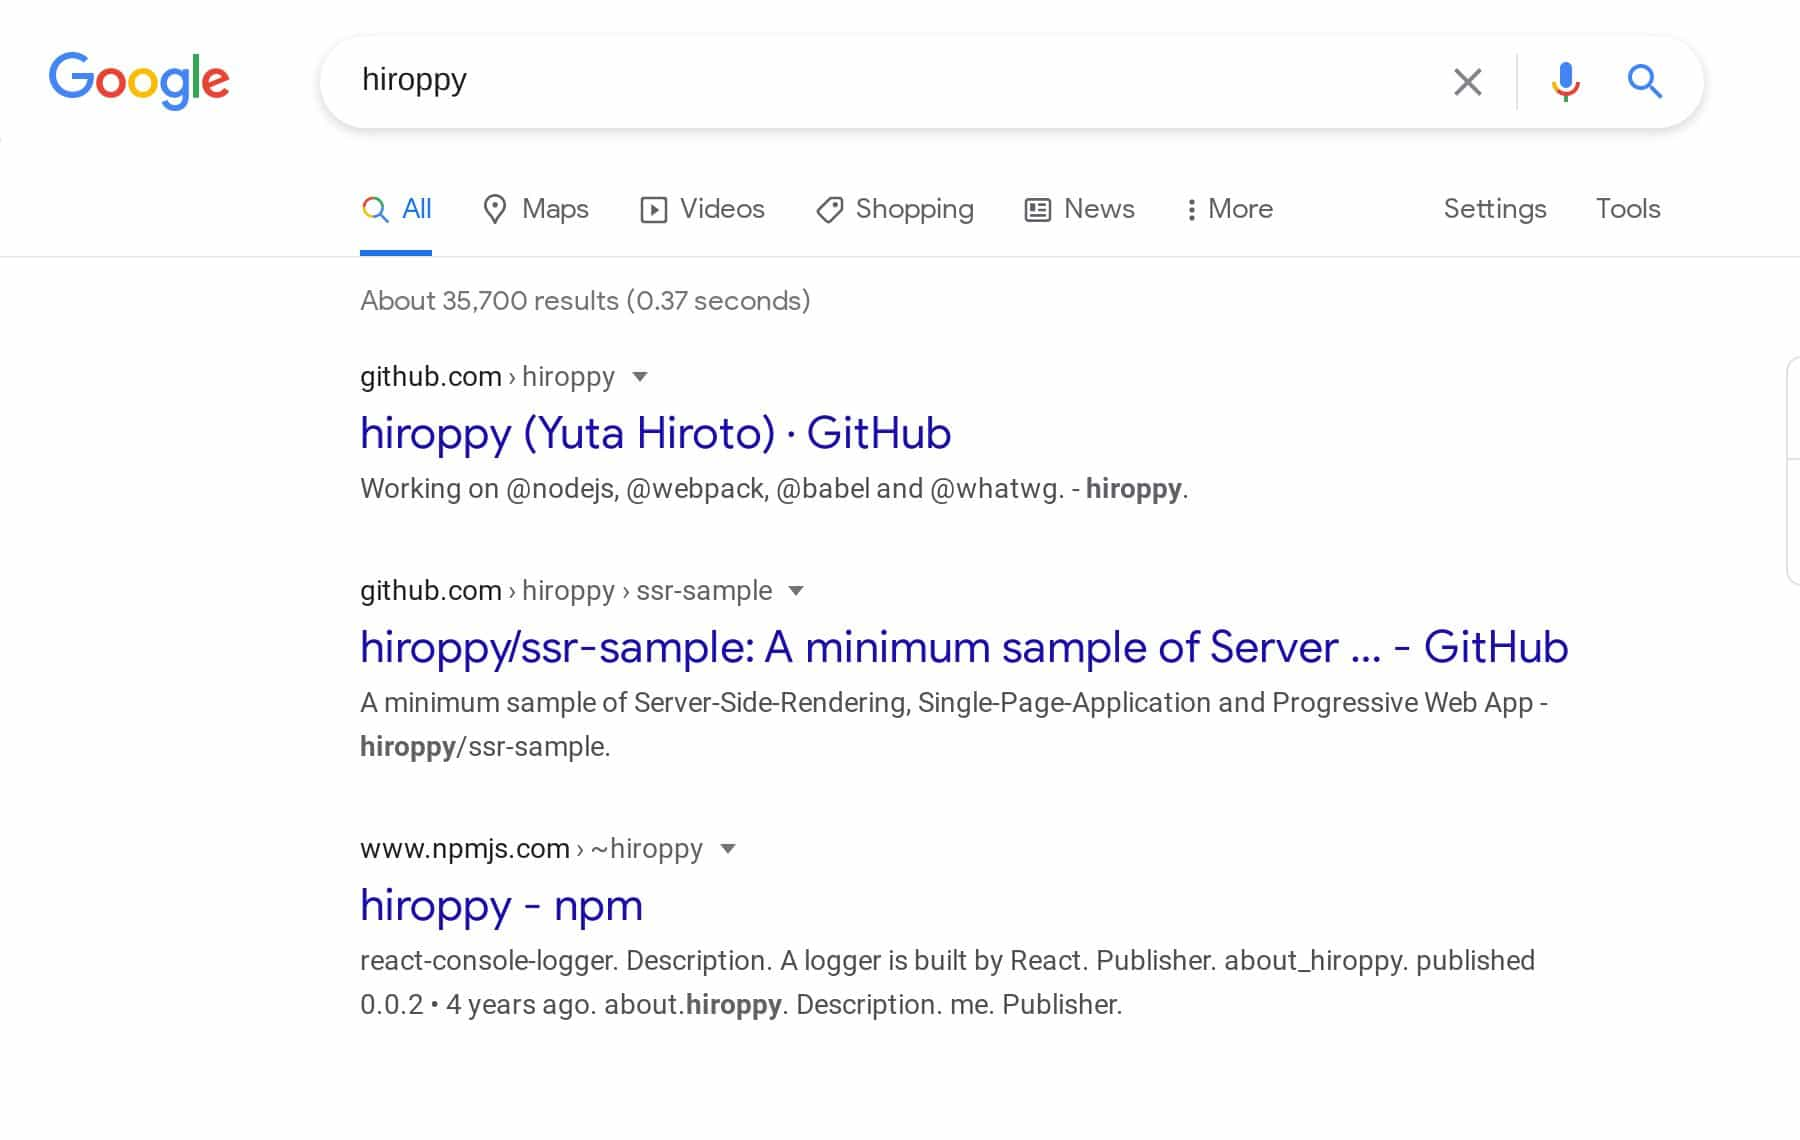 Google
hiroppy
All Maps Videos Shopping News More Settings Tools
About 35,700 results (0.37 seconds)
github.com › hiroppy
hiroppy (Yuta Hiroto) · GitHub
Working on @nodejs, @webpack, @babel and @whatwg. - hiroppy.
github.com › hiroppy › ssr-sample
hiroppy/ssr-sample: A minimum sample of Server ... - GitHub
A minimum sample of Server-Side-Rendering, Single-Page-Application and Progressive Web App -
hiroppy/ssr-sample.
www.npmjs.com › ~hiroppy
hiroppy - npm
react-console-logger. Description. A logger is built by React. Publisher. about_hiroppy. published
0.0.2 • 4 years ago. about.hiroppy. Description. me. Publisher.